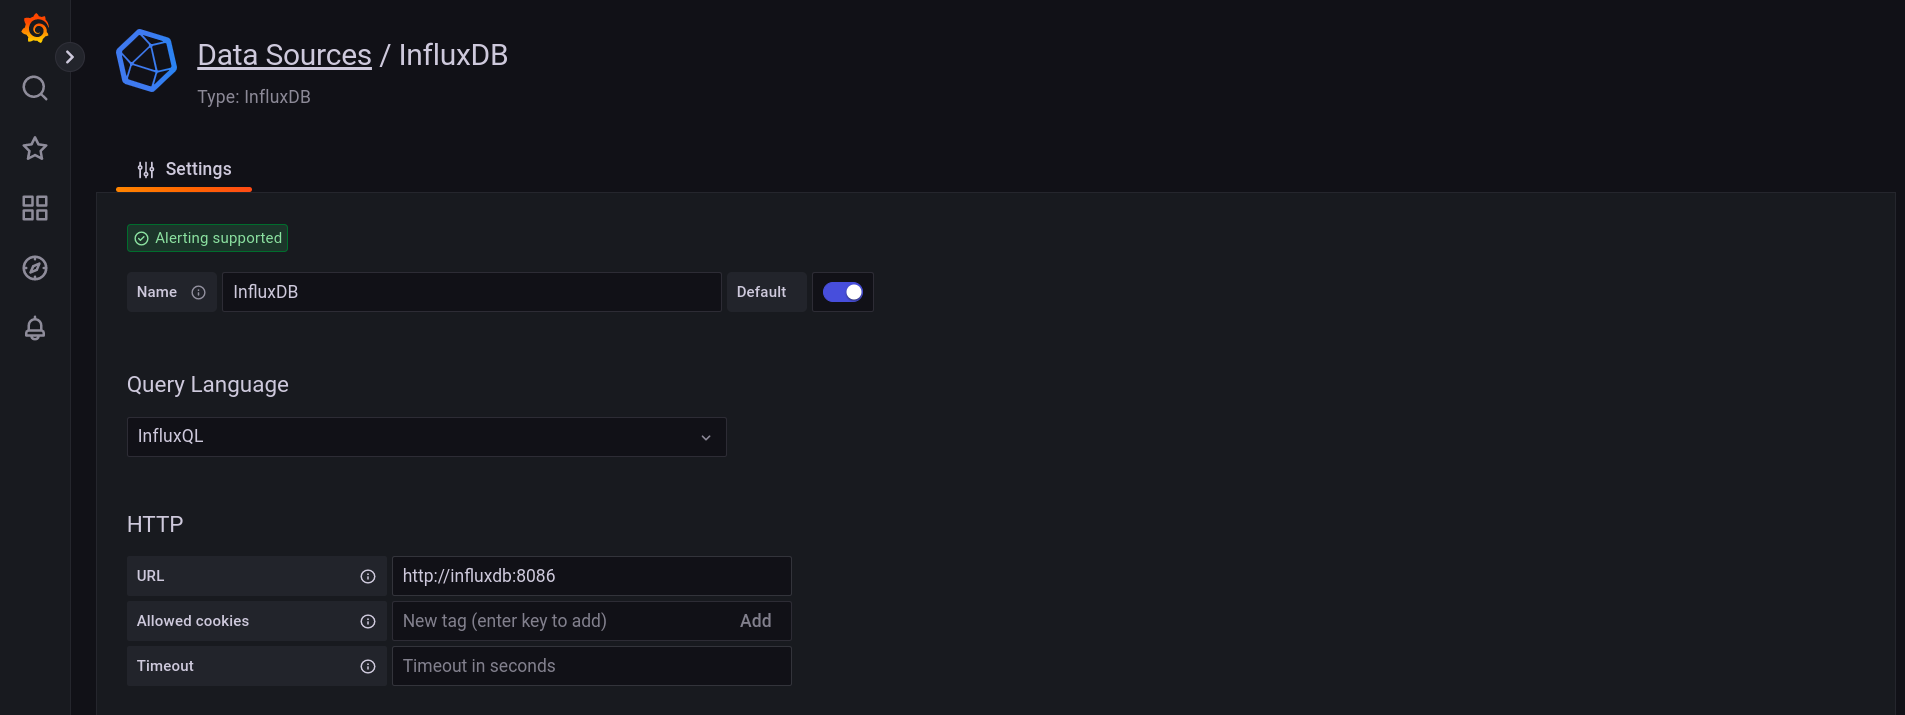 Data Sources / InfluxDB
Type: InfluxDB
Settings
Alerting supported
Name InfluxDB Default
Query Language
InfluxQL
HTTP
URL http://influxdb:8086
Allowed cookies New tag (enter key to add) Add
Timeout Timeout in seconds